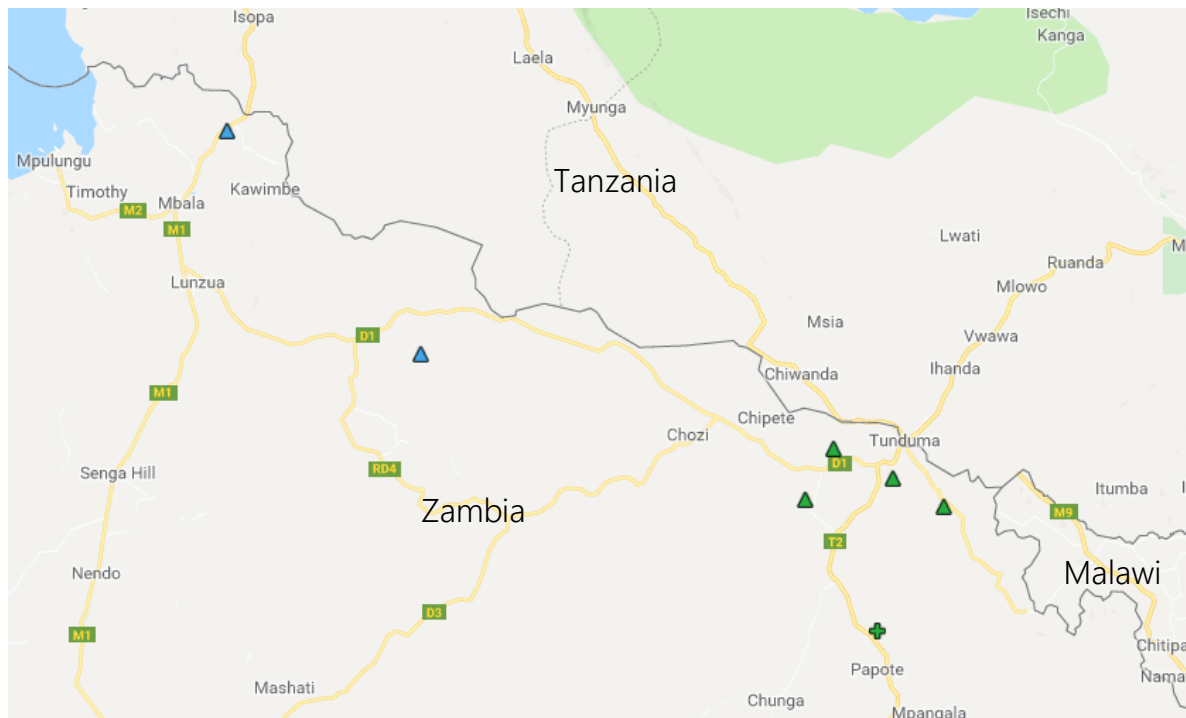 Isopa
Isechi
Kanga
Laela
Myunga
Mpulungu
Timothy
Kawimbe
Tanzania
M2
Mbala
M1
Lwati
Ruanda
Lunzua
Mlowo
D1
Msia
Vwawa
Ihanda
Chiwanda
M1
Chipete
Chozi
Tunduma
D1
RD4
Senga Hill
Itumba
Zambia
M9
T2
Nendo
Malawi
D3
M1
Chitipa
Papote
Nama
Mashati
Chunga
Mpangala